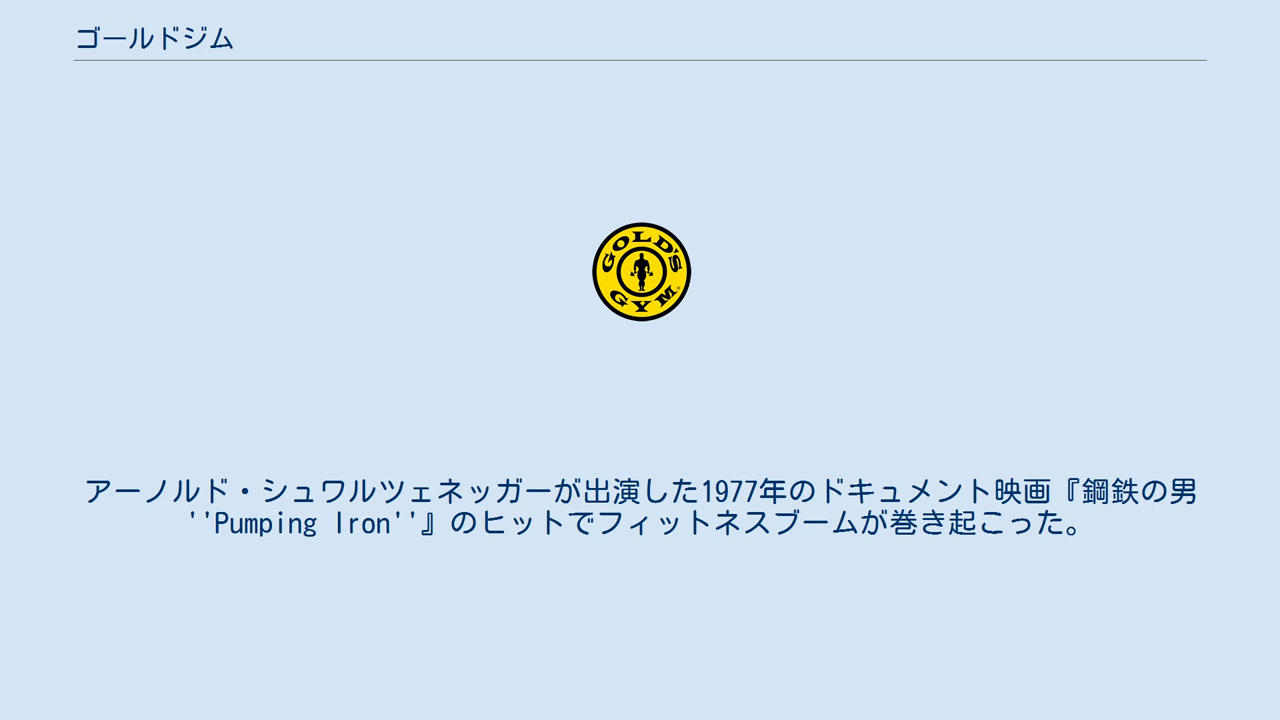 ゴールドジム
GOLD'S
GYM
アーノルド・シュワルツェネッガーが出演した1977年のドキュメント映画『鋼鉄の男
''Pumping Iron''』のヒットでフィットネスブームが巻き起こった。